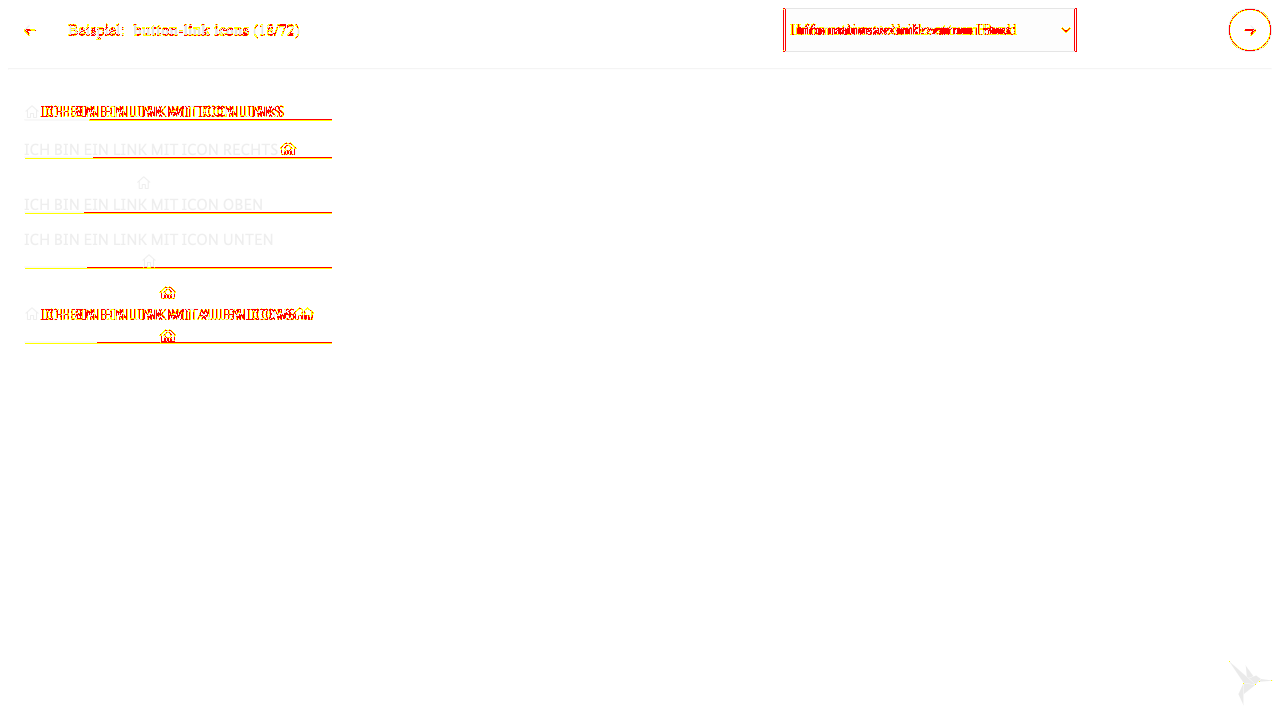 Beispiel: button-link icons (16/72)
ICH BIN EIN LINK MIT ICON LINKS
ICH BIN EIN LINK MIT ICON RECHTS
ICH BIN EIN LINK MIT ICON OBEN
ICH BIN EIN LINK MIT ICON UNTEN
ICH BIN EIN LINK MIT ALLEN ICONS